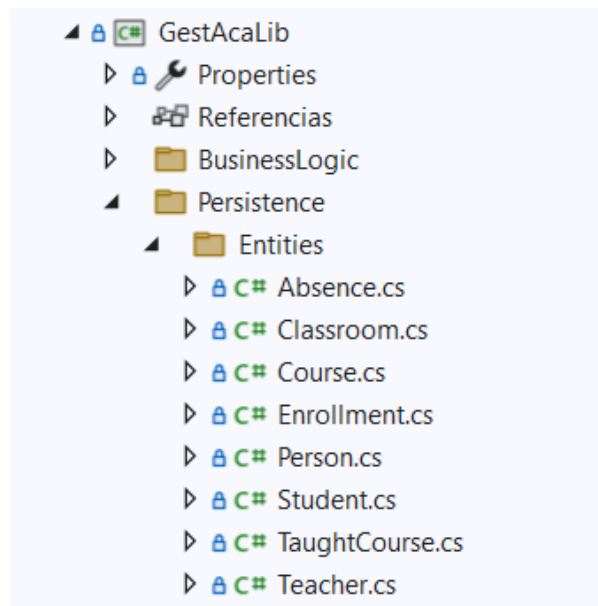 C# GestAcaLib
Properties
Referencias
BusinessLogic
Persistence
Entities
C# Absence.cs
C# Classroom.cs
C# Course.cs
C# Enrollment.cs
C# Person.cs
C# Student.cs
C# TaughtCourse.cs
C# Teacher.cs